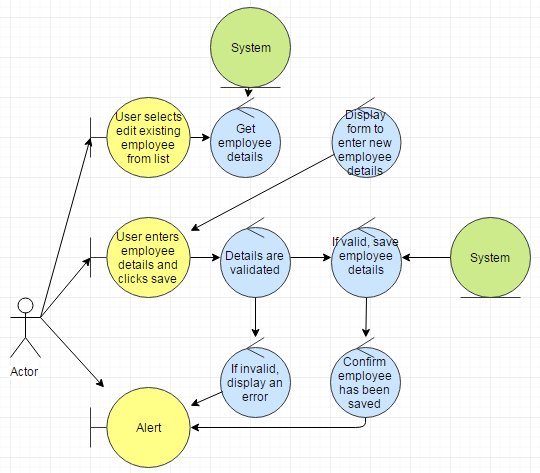 System
User selects
edit existing
employee
from list
Get
employee
details
Display
form to
enter new
employee
details
User enters
employee
details and
clicks save
Details are
validated
If valid, save
employee
details
System
Actor
If invalid,
display an
error
Confirm
employee
has been
saved
Alert